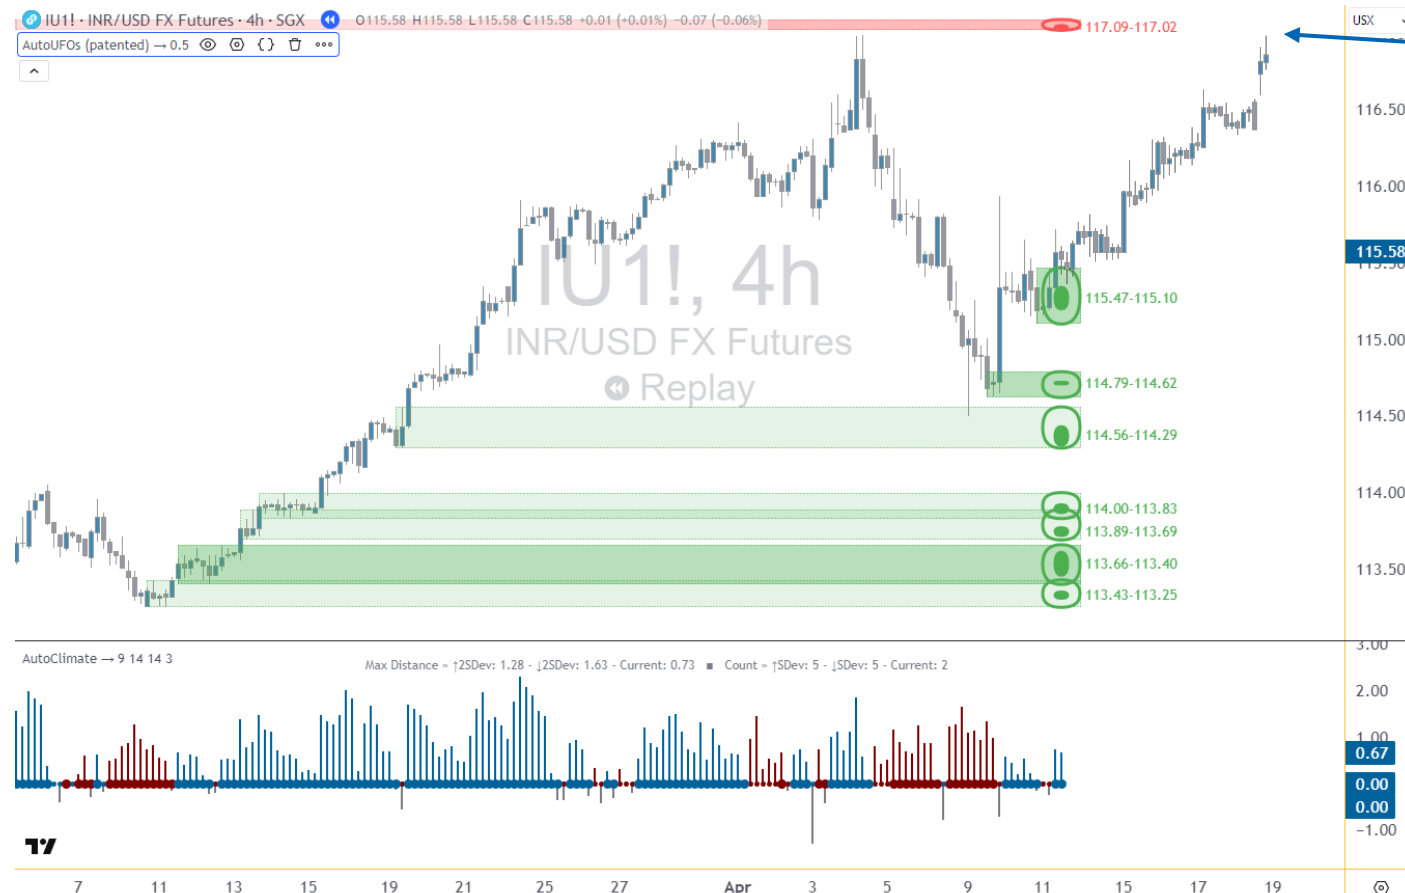 IU1! · INR/USD FX Futures · 4h · SGX O115.58 H115.58 L115.58 C115.58 +0.01 (+0.01%) −0.07 (−0.06%)
USX
AutoUFOs (patented) → 0.5
117.09-117.02
116.50
116.00
115.58
115.50
IU1!, 4h
115.47-115.10
INR/USD FX Futures
115.00
Replay
114.79-114.62
114.50
114.56-114.29
114.00
114.00-113.83
113.89-113.69
113.66-113.40
113.50
113.43-113.25
3.00
AutoClimate → 9 14 14 3
Max Distance = ↑2SDev: 1.28 - ↓2SDev: 1.63 - Current: 0.73 ■ Count = ↑SDev: 5 - ↓SDev: 5 - Current: 2
2.00
1.00
0.67
0.00
0.00
−1.00
7 11 13 15 19 21 25 27 Apr 3 5 9 11 15 17 19